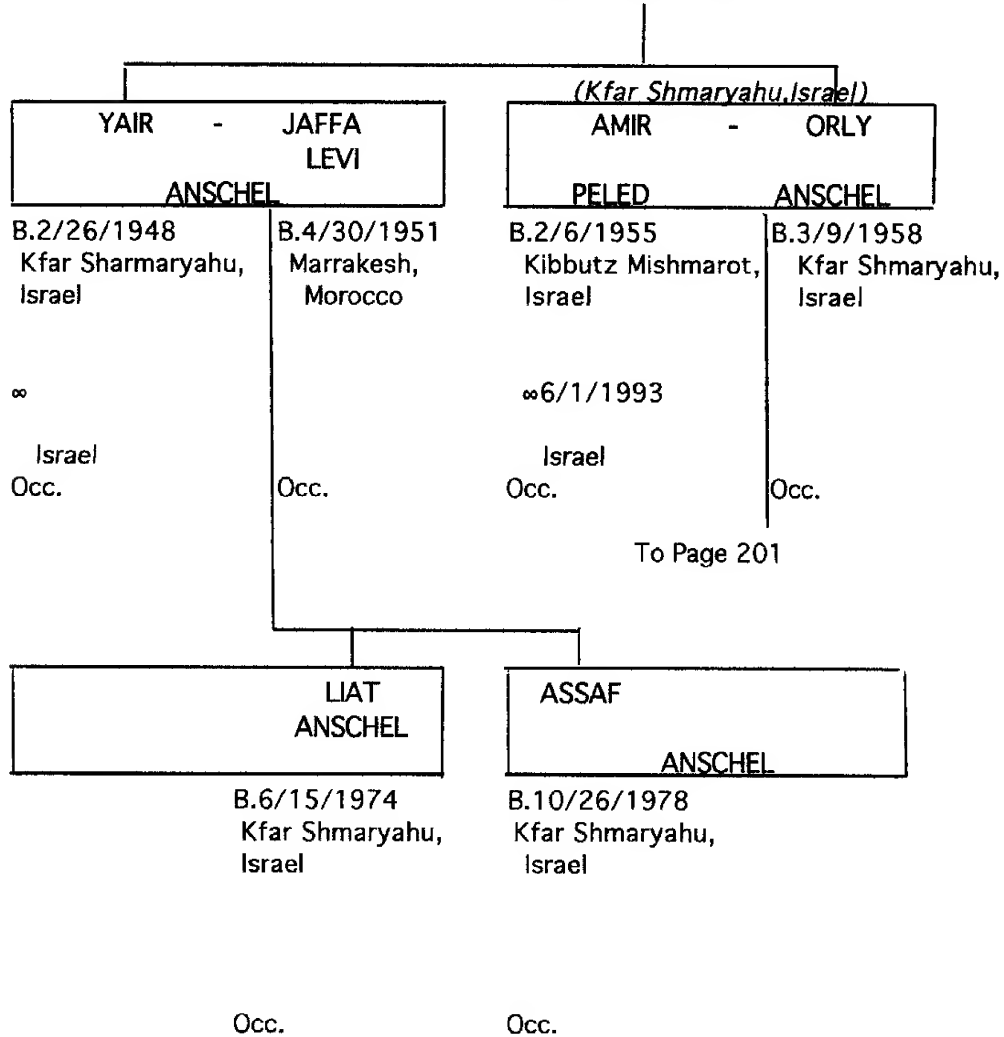 (Kfar Shmaryahu,Israel)
YAIR - JAFFA
LEVI
ANSCHEL
B.2/26/1948
Kfar Sharmaryahu,
Israel
∞
Israel
Occ.
B.4/30/1951
Marrakesh,
Morocco
Occ.
AMIR - ORLY
PELED ANSCHEL
B.2/6/1955
Kibbutz Mishmarot,
Israel
∞6/1/1993
Israel
Occ.
B.3/9/1958
Kfar Shmaryahu,
Israel
Occ.
To Page 201
LIAT
ANSCHEL
B.6/15/1974
Kfar Shmaryahu,
Israel
Occ.
ASSAF
ANSCHEL
B.10/26/1978
Kfar Shmaryahu,
Israel
Occ.